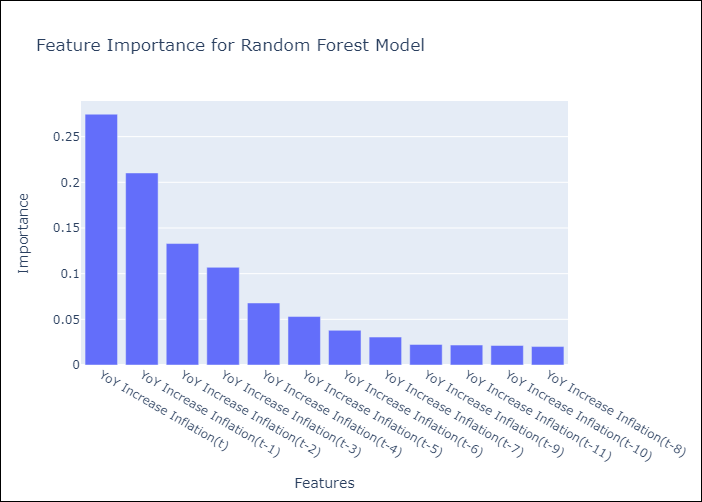 Feature Importance for Random Forest Model
Importance
0.25
0.2
0.15
0.1
0.05
0
YoY Increase Inflation(t)
YoY Increase Inflation(t-1)
YoY Increase Inflation(t-2)
YoY Increase Inflation(t-3)
YoY Increase Inflation(t-4)
YoY Increase Inflation(t-5)
YoY Increase Inflation(t-6)
YoY Increase Inflation(t-7)
YoY Increase Inflation(t-9)
YoY Increase Inflation(t-11)
YoY Increase Inflation(t-10)
YoY Increase Inflation(t-8)
Features